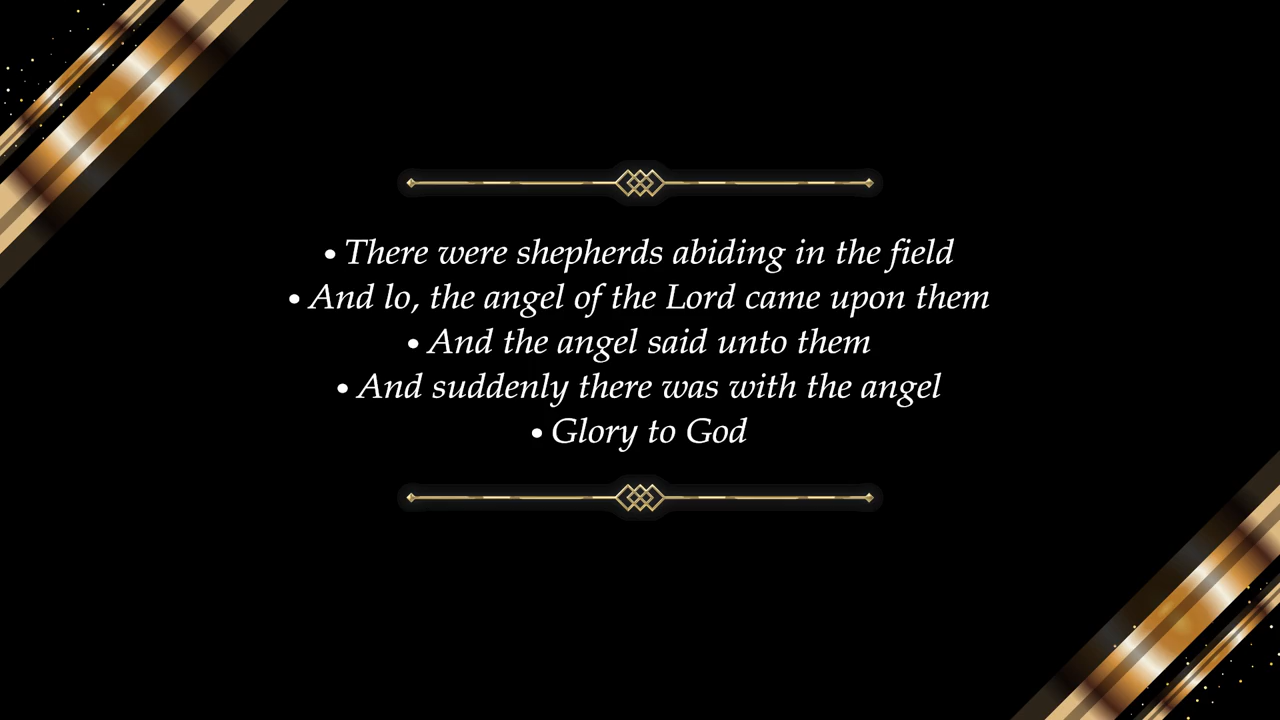 • There were shepherds abiding in the field
• And lo, the angel of the Lord came upon them
• And the angel said unto them
• And suddenly there was with the angel
• Glory to God